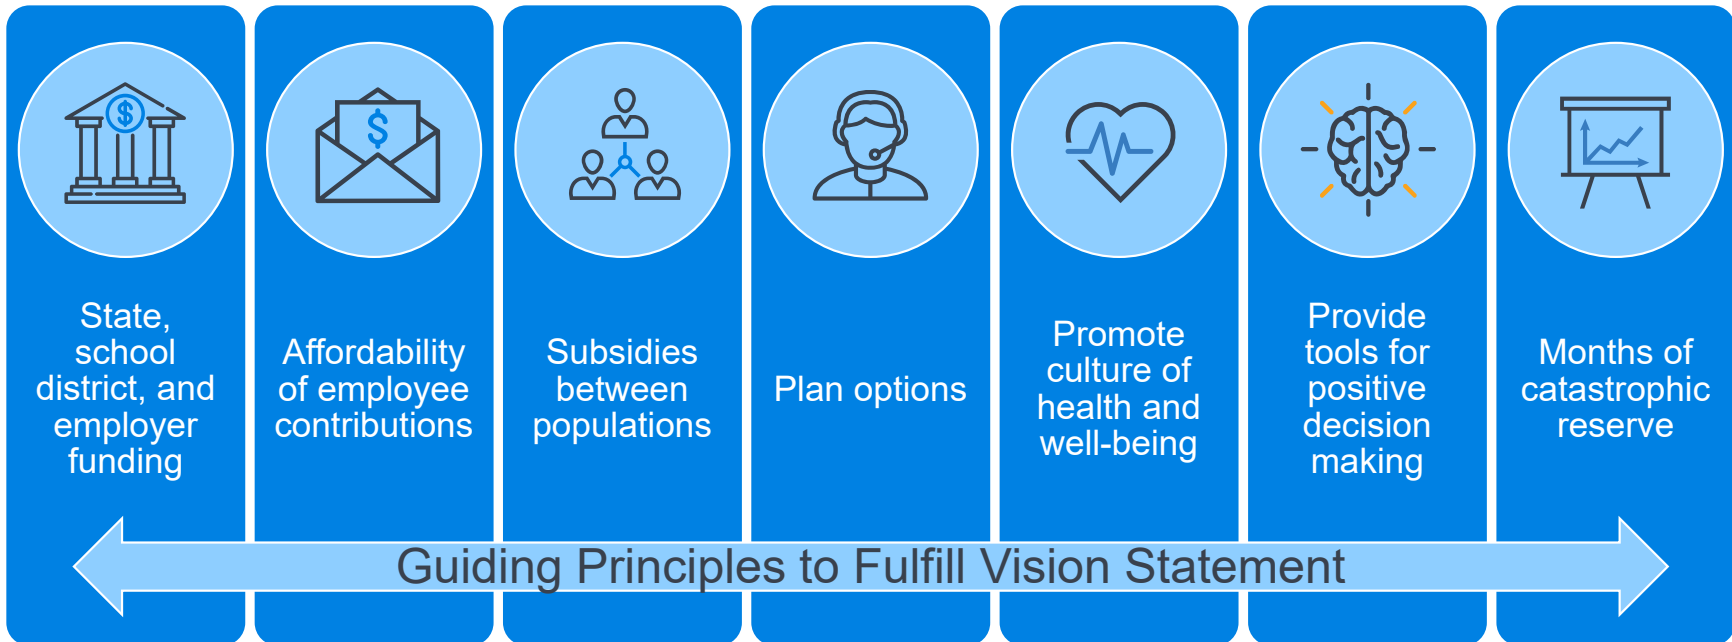 State,
school
district, and
employer
funding
Affordability
of employee
contributions
Subsidies
between
populations
Plan options
Promote
culture of
health and
well-being
Provide
tools for
positive
decision
making
Months of
catastrophic
reserve
Guiding Principles to Fulfill Vision Statement